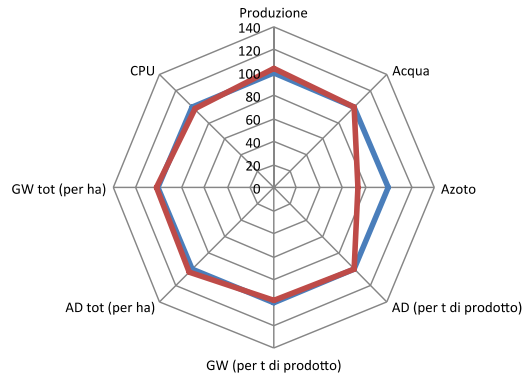 Produzione
140
120
100
80
60
40
20
0
CPU
Acqua
GW tot (per ha)
Azoto
AD tot (per ha)
AD (per t di prodotto)
GW (per t di prodotto)